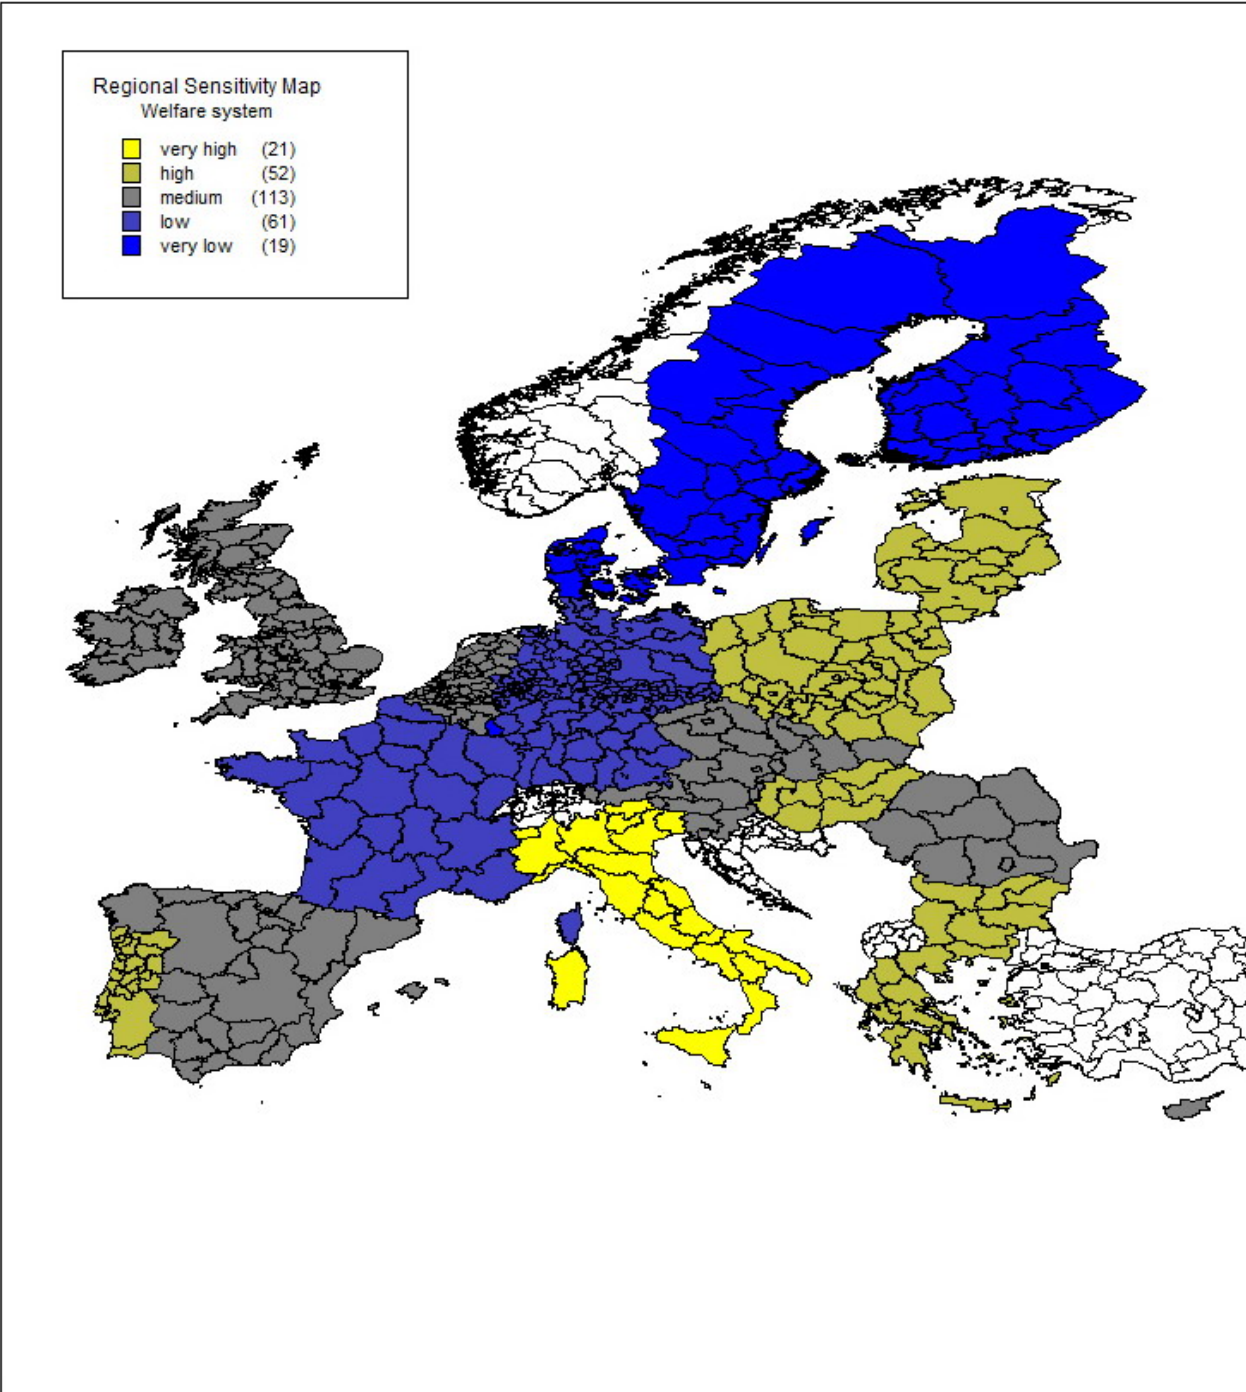 Regional Sensitivity Map
Welfare system
very high (21)
high (52)
medium (113)
low (61)
very low (19)